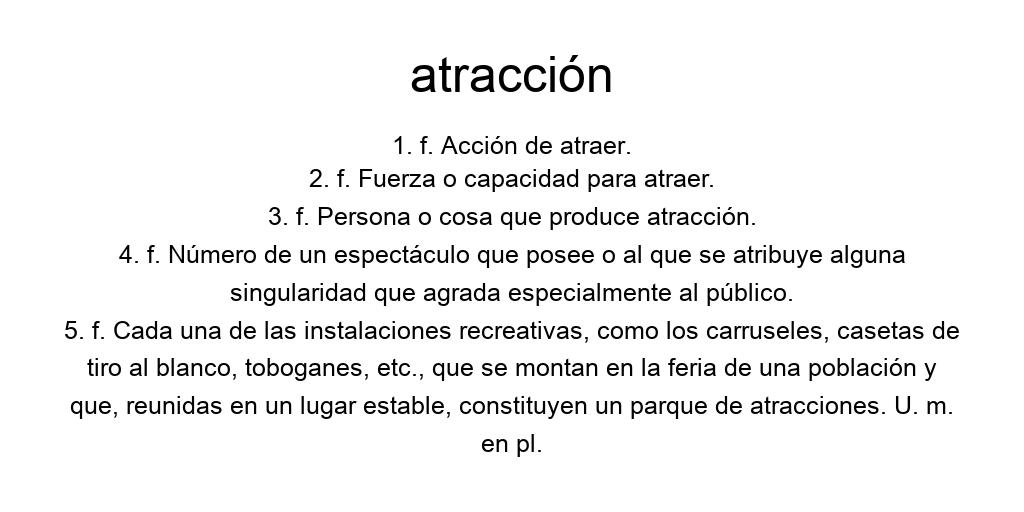 atracción
1. f. Acción de atraer.
2. f. Fuerza o capacidad para atraer.
3. f. Persona o cosa que produce atracción.
4. f. Número de un espectáculo que posee o al que se atribuye alguna
singularidad que agrada especialmente al público.
5. f. Cada una de las instalaciones recreativas, como los carruseles, casetas de
tiro al blanco, toboganes, etc., que se montan en la feria de una población y
que, reunidas en un lugar estable, constituyen un parque de atracciones. U. m.
en pl.